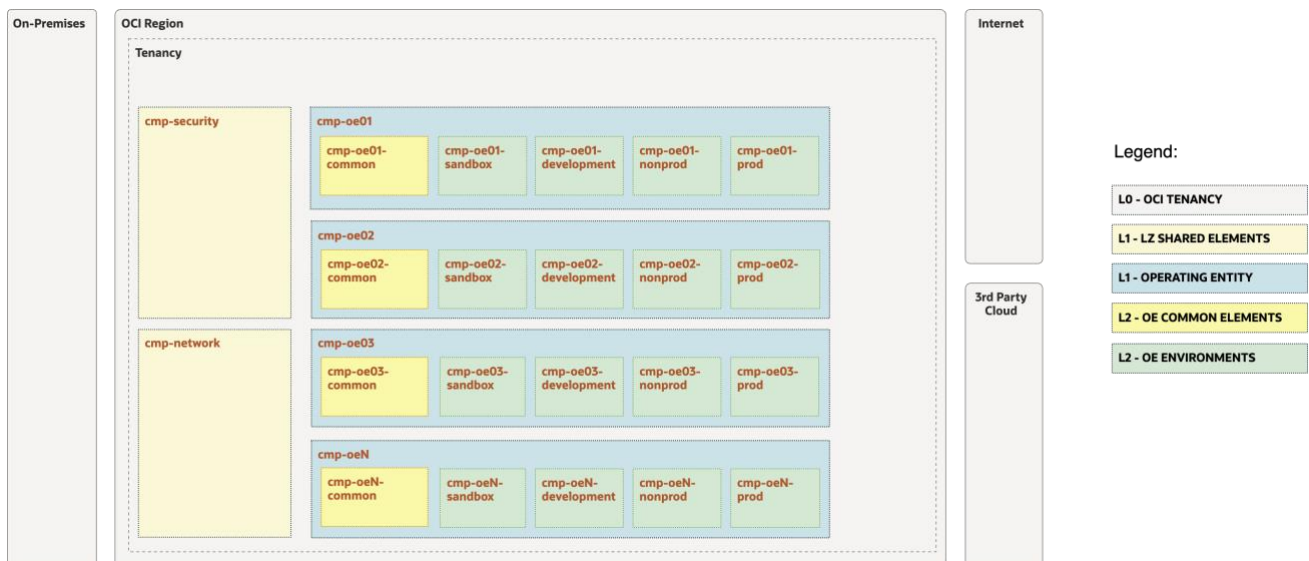 On-Premises
OCI Region
Tenancy
cmp-security
cmp-network
cmp-oe01
cmp-oe01-
common
cmp-oe01-
sandbox
cmp-oe01-
development
cmp-oe01-
nonprod
cmp-oe01-
prod
cmp-oe02
cmp-oe02-
common
cmp-oe02-
sandbox
cmp-oe02-
development
cmp-oe02-
nonprod
cmp-oe02-
prod
cmp-oe03
cmp-oe03-
common
cmp-oe03-
sandbox
cmp-oe03-
development
cmp-oe03-
nonprod
cmp-oe03-
prod
cmp-oeN
cmp-oeN-
common
cmp-oeN-
sandbox
cmp-oeN-
development
cmp-oeN-
nonprod
cmp-oeN-
prod
Internet
3rd Party
Cloud
Legend:
L0 - OCI TENANCY
L1 - LZ SHARED ELEMENTS
L1 - OPERATING ENTITY
L2 - OE COMMON ELEMENTS
L2 - OE ENVIRONMENTS